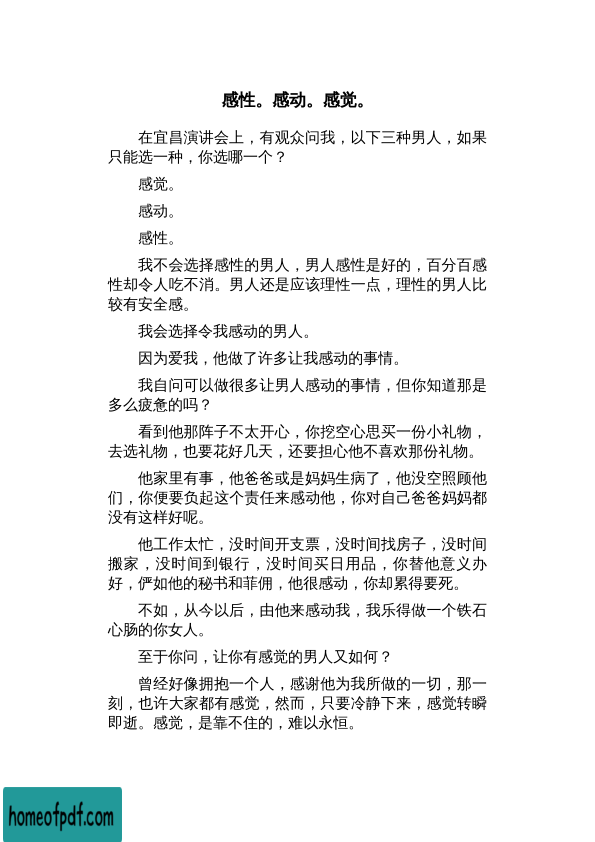 感性。感动。感觉。
在宜昌演讲会上，有观众问我，以下三种男人，如果
只能选一种，你选哪一个？
感觉。
感动。
感性。
我不会选择感性的男人，男人感性是好的，百分百感
性却令人吃不消。男人还是应该理性一点，理性的男人比
较有安全感。
我会选择令我感动的男人。
因为爱我，他做了许多让我感动的事情。
我自问可以做很多让男人感动的事情，但你知道那是
多么疲惫的吗？
看到他那阵子不太开心，你挖空心思买一份小礼物，
去选礼物，也要花好几天，还要担心他不喜欢那份礼物。
他家里有事，他爸爸或是妈妈生病了，他没空照顾他
们，你便要负起这个责任来感动他，你对自己爸爸妈妈都
没有这样好呢。
他工作太忙，没时间开支票，没时间找房子，没时间
搬家，没时间到银行，没时间买日用品，你替他意义办
好，俨如他的秘书和菲佣，他很感动，你却累得要死。
不如，从今以后，由他来感动我，我乐得做一个铁石
心肠的你女人。
至于你问，让你有感觉的男人又如何？
曾经好像拥抱一个人，感谢他为我所做的一切，那一
刻，也许大家都有感觉，然而，只要冷静下来，感觉转瞬
即逝。感觉，是靠不住的，难以永恒。
homeofpdf.com